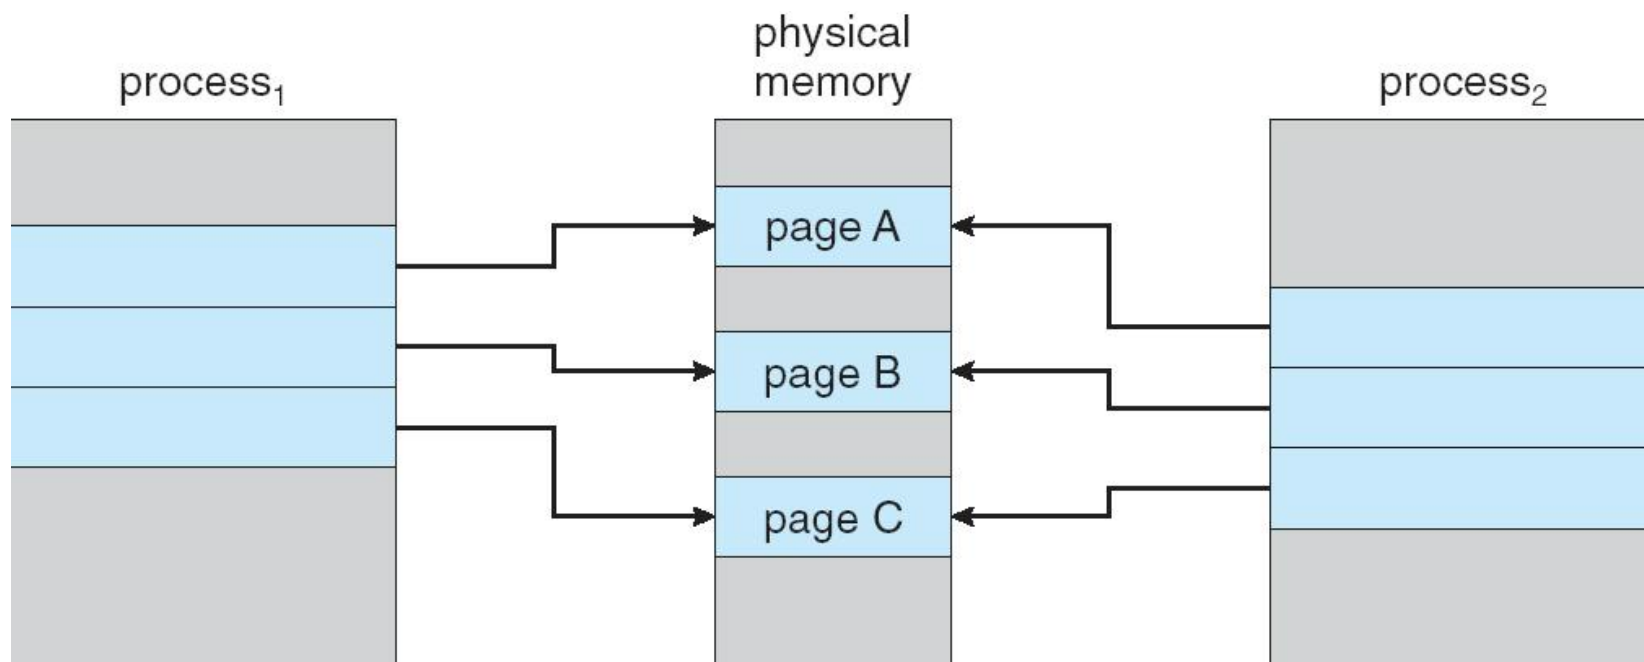 physical
memory
process₁
process₂
page A
page B
page C